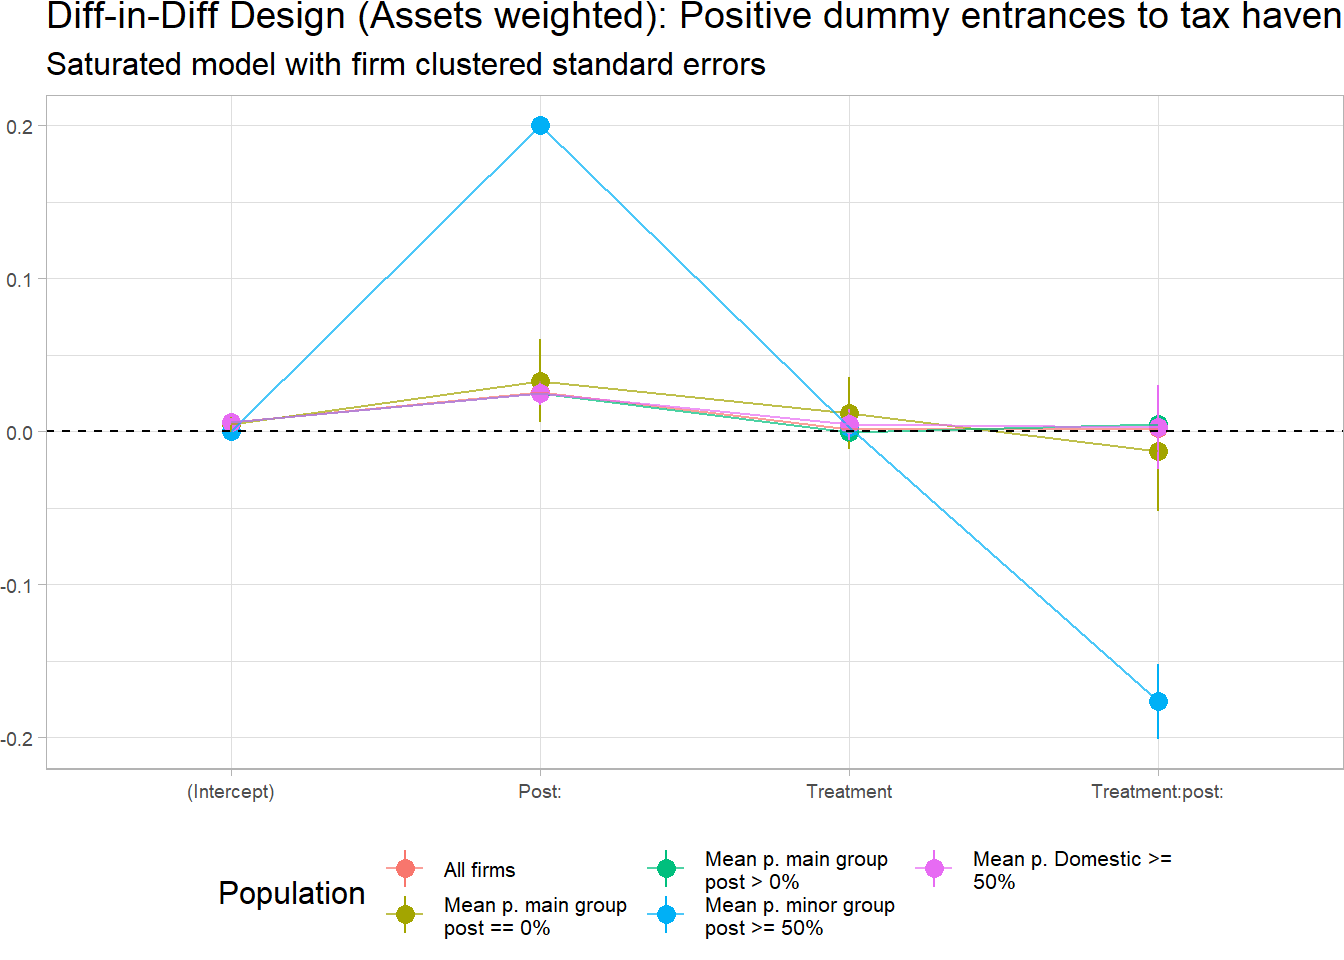 Diff-in-Diff Design (Assets weighted): Positive dummy entrances to tax haven
Saturated model with firm clustered standard errors
0.2
0.1
0.0
-0.1
-0.2
(Intercept)
Post:
Treatment
Treatment:post:
Population
All firms
Mean p. main group
post == 0%
Mean p. main group
post > 0%
Mean p. minor group
post >= 50%
Mean p. Domestic >=
50%